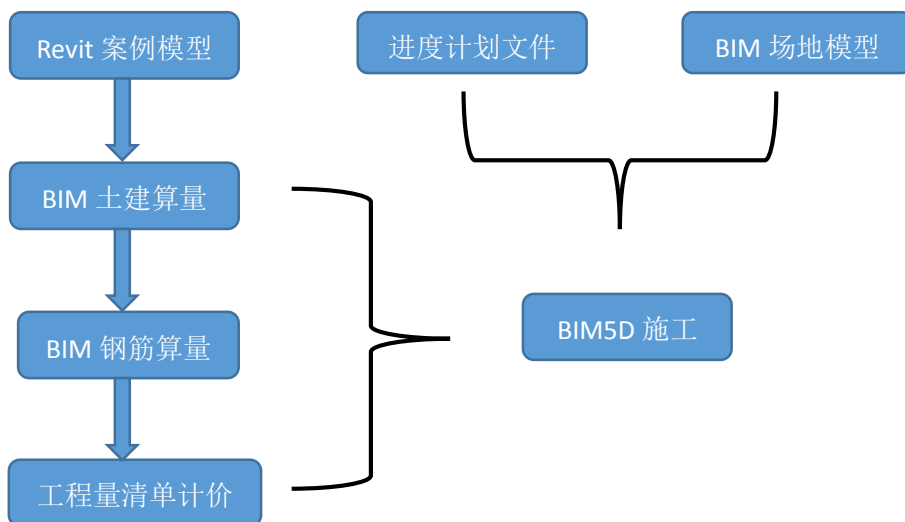 Revit 案例模型
进度计划文件
BIM 场地模型
BIM 土建算量
BIM 钢筋算量
BIM5D 施工
工程量清单计价